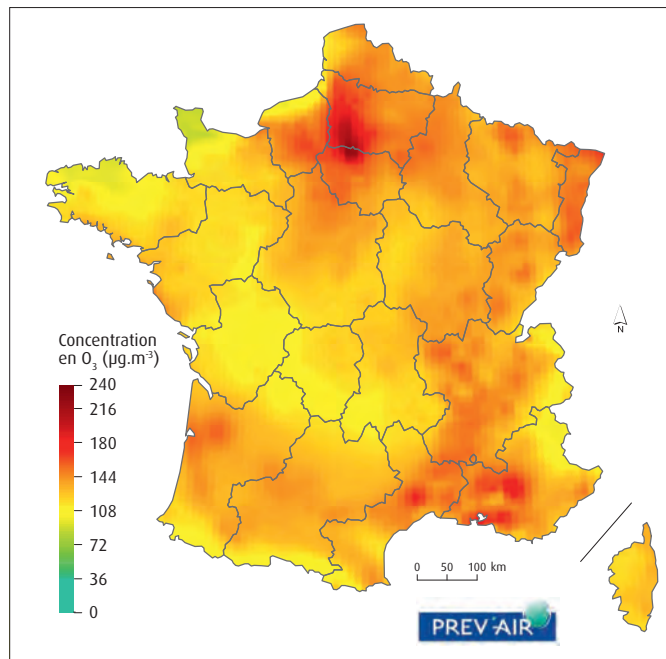 Concentration
en O₃ (µg.m⁻³)
240
216
180
144
108
72
36
0
N
0 50 100 km
PREV'AIR